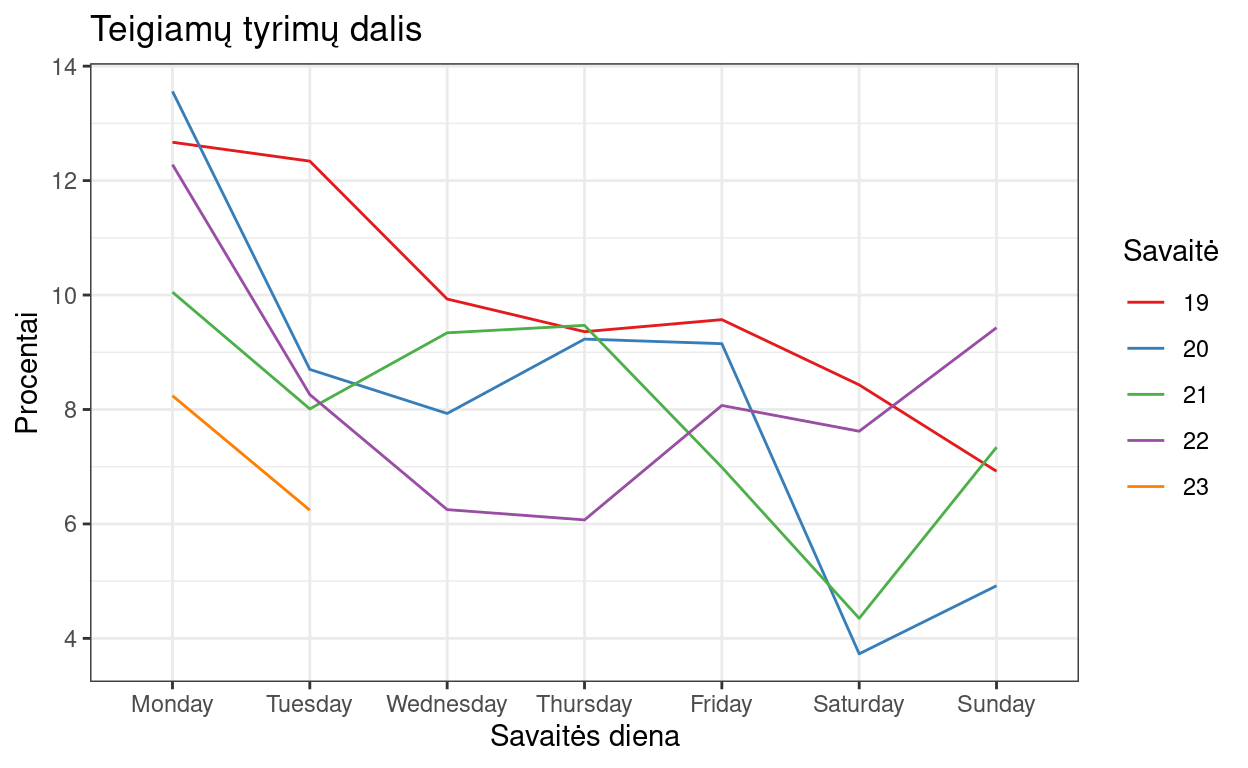 Teigiamų tyrimų dalis
Procentai
14
12
10
8
6
4
Monday Tuesday Wednesday Thursday Friday Saturday Sunday
Savaitės diena
Savaitė
19
20
21
22
23